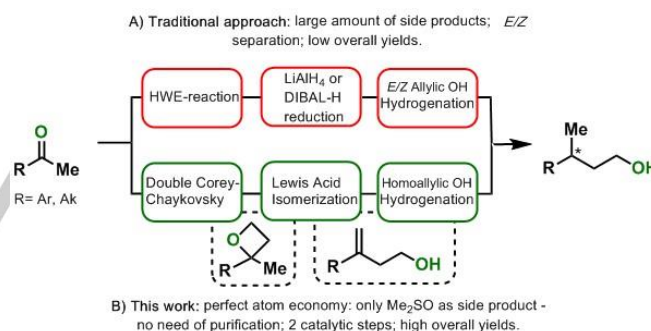 A) Traditional approach: large amount of side products; E/Z
separation; low overall yields.
HWE-reaction
LiAlH4 or
DIBAL-H
reduction
E/Z Allylic OH
Hydrogenation
O
R
Me
R= Ar, Ak
Me
*
R
OH
Double Corey-
Chaykovsky
Lewis Acid
Isomerization
Homoallylic OH
Hydrogenation
O
R
Me
R
OH
B) This work: perfect atom economy: only Me2SO as side product -
no need of purification; 2 catalytic steps; high overall yields.